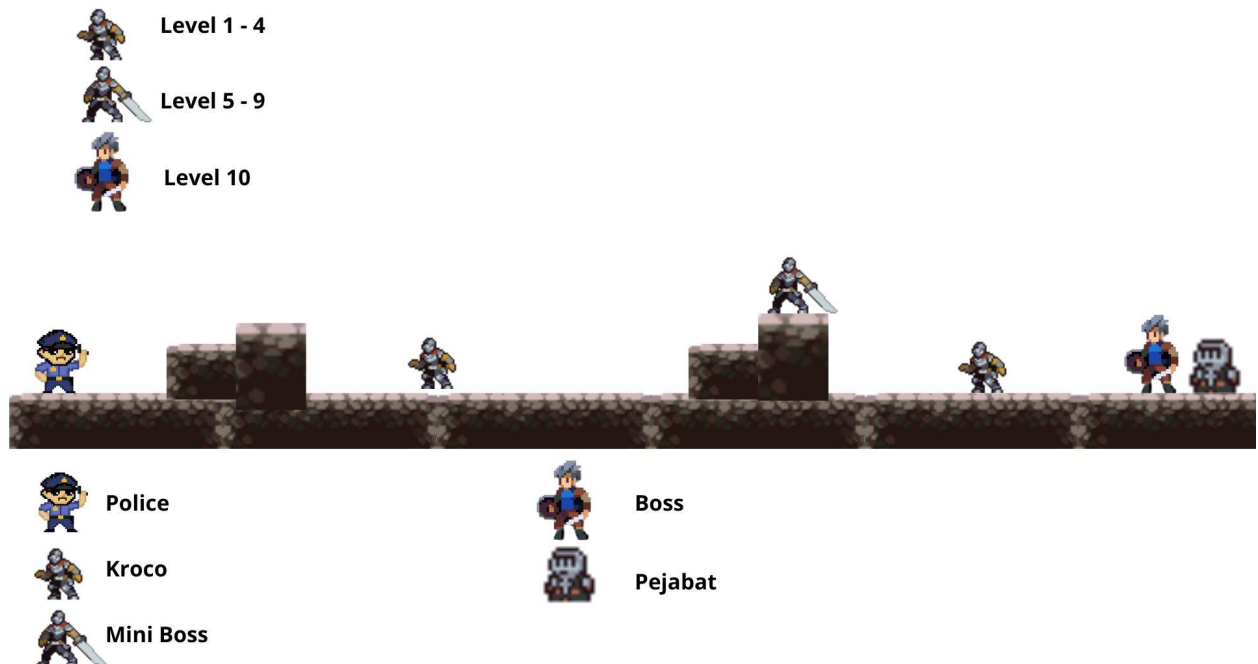 Level 1 - 4
Level 5 - 9
Level 10
Police
Kroco
Mini Boss
Boss
Pejabat